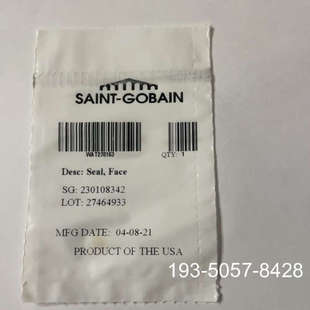 SAINT-GOBAIN
WAT270163
QTY: 1
Desc: Seal, Face
SG: 230108342
LOT: 27464933
MFG DATE: 04-08-21
PRODUCT OF THE USA
193-5057-8428